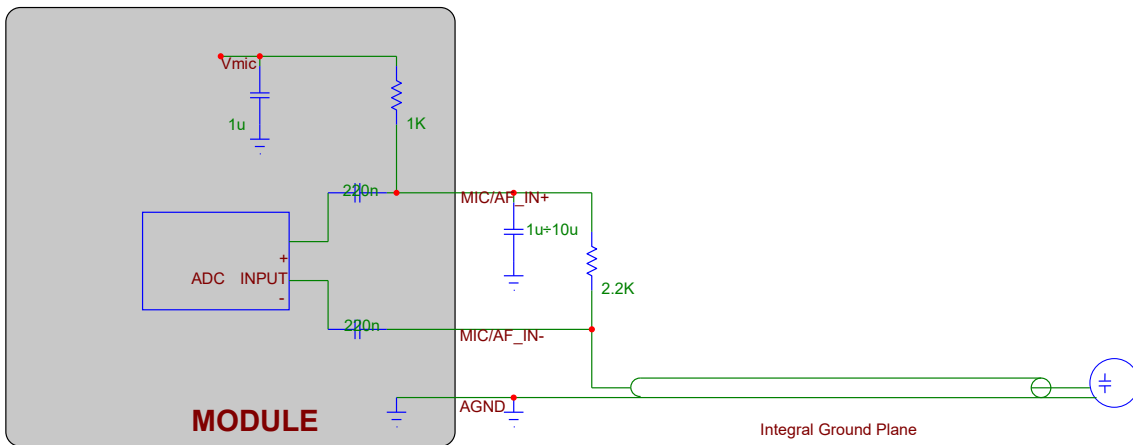 Vmic
1u
1K
220n
MIC/AF_IN+
1u÷10u
+
ADC INPUT
-
2.2K
220n
MIC/AF_IN-
AGND
MODULE
Integral Ground Plane